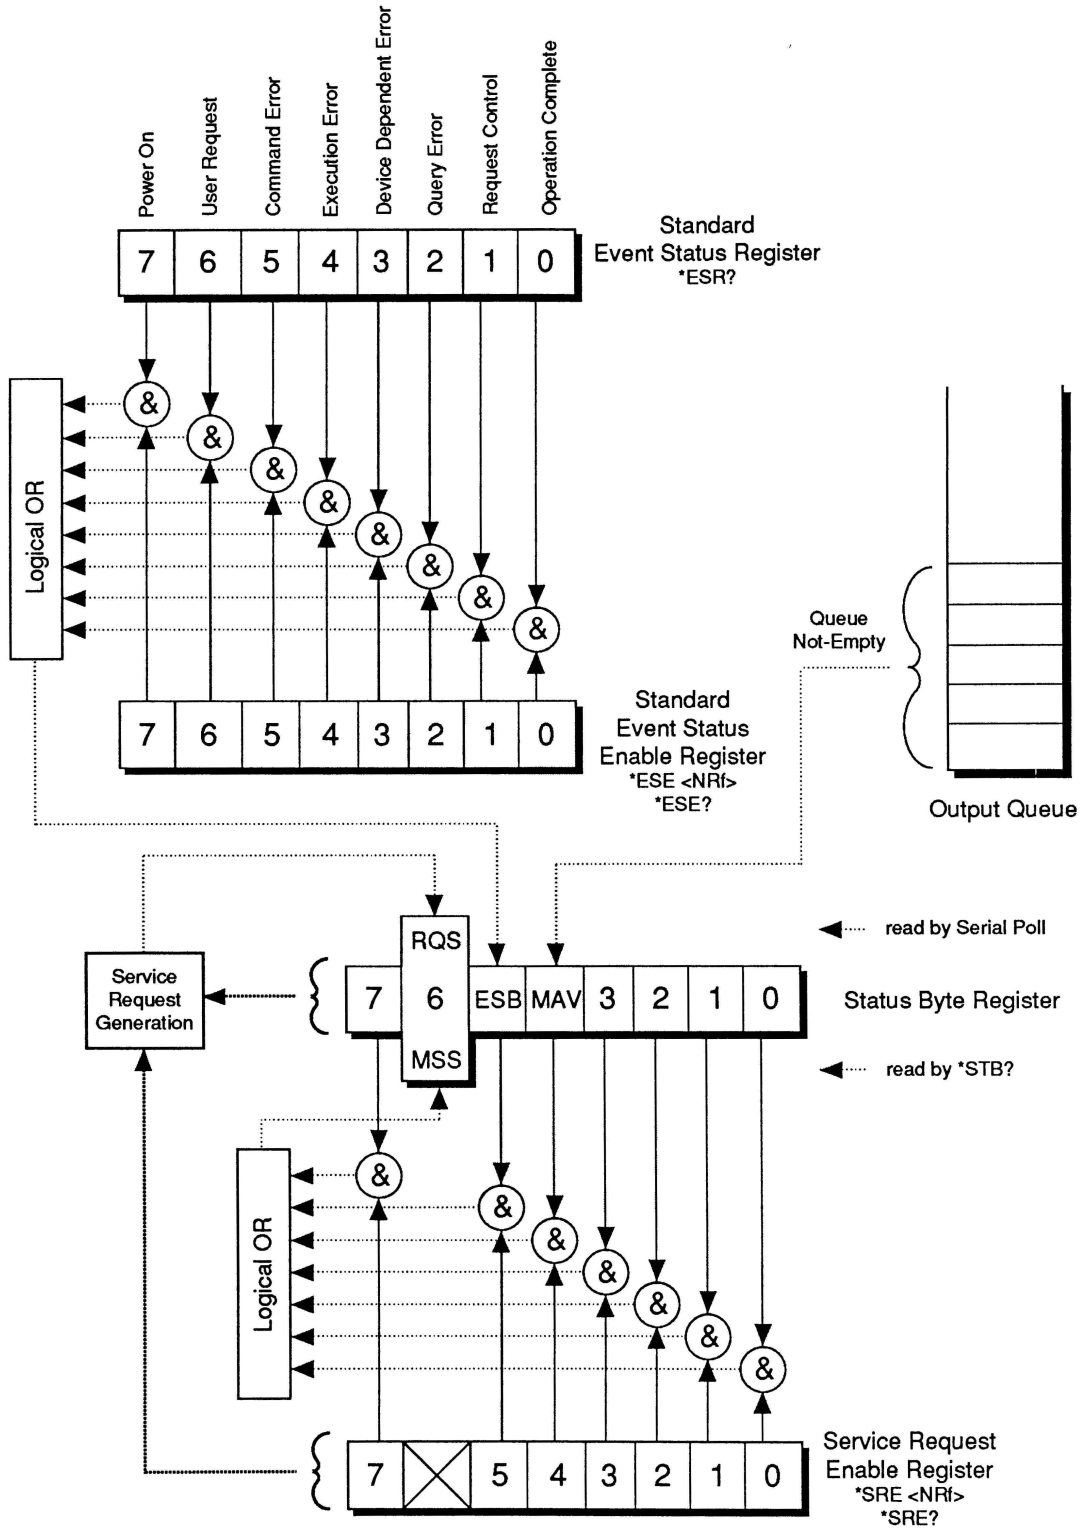 Power On
User Request
Command Error
Execution Error
Device Dependent Error
Query Error
Request Control
Operation Complete
7 6 5 4 3 2 1 0
Standard
Event Status Register
*ESR?
Logical OR
&
&
&
&
&
&
&
&
Queue
Not-Empty
7 6 5 4 3 2 1 0
Standard
Event Status
Enable Register
*ESE <NRf>
*ESE?
Output Queue
Service
Request
Generation
RQS
7 6 ESB MAV 3 2 1 0
MSS
read by Serial Poll
Status Byte Register
read by *STB?
Logical OR
&
&
&
&
&
&
&
7 5 4 3 2 1 0
Service Request
Enable Register
*SRE <NRf>
*SRE?